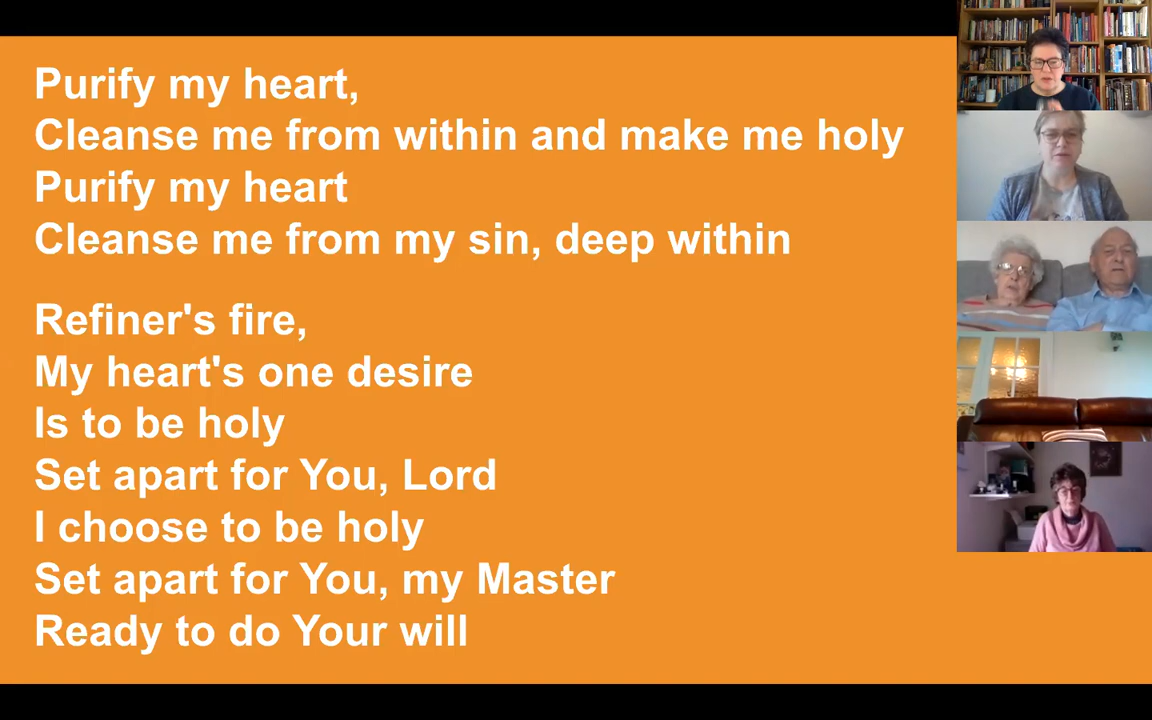 Purify my heart,
Cleanse me from within and make me holy
Purify my heart
Cleanse me from my sin, deep within
Refiner's fire,
My heart's one desire
Is to be holy
Set apart for You, Lord
I choose to be holy
Set apart for You, my Master
Ready to do Your will